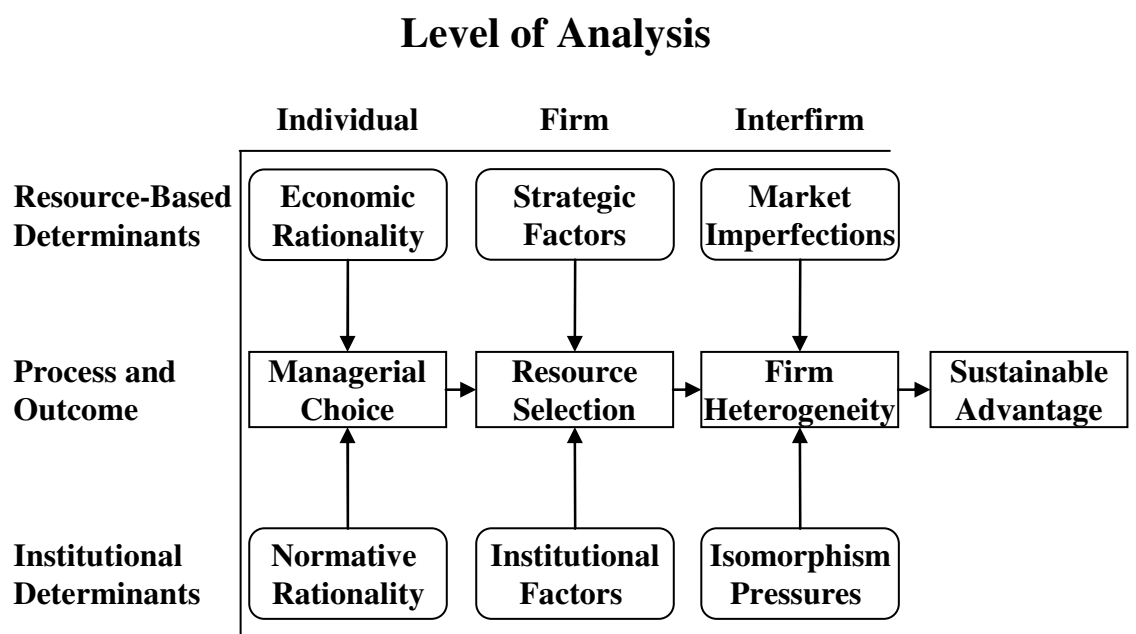 Level of Analysis
Individual Firm Interfirm
Resource-Based
Determinants
Economic
Rationality
Strategic
Factors
Market
Imperfections
Process and
Outcome
Managerial
Choice
Resource
Selection
Firm
Heterogeneity
Sustainable
Advantage
Institutional
Determinants
Normative
Rationality
Institutional
Factors
Isomorphism
Pressures